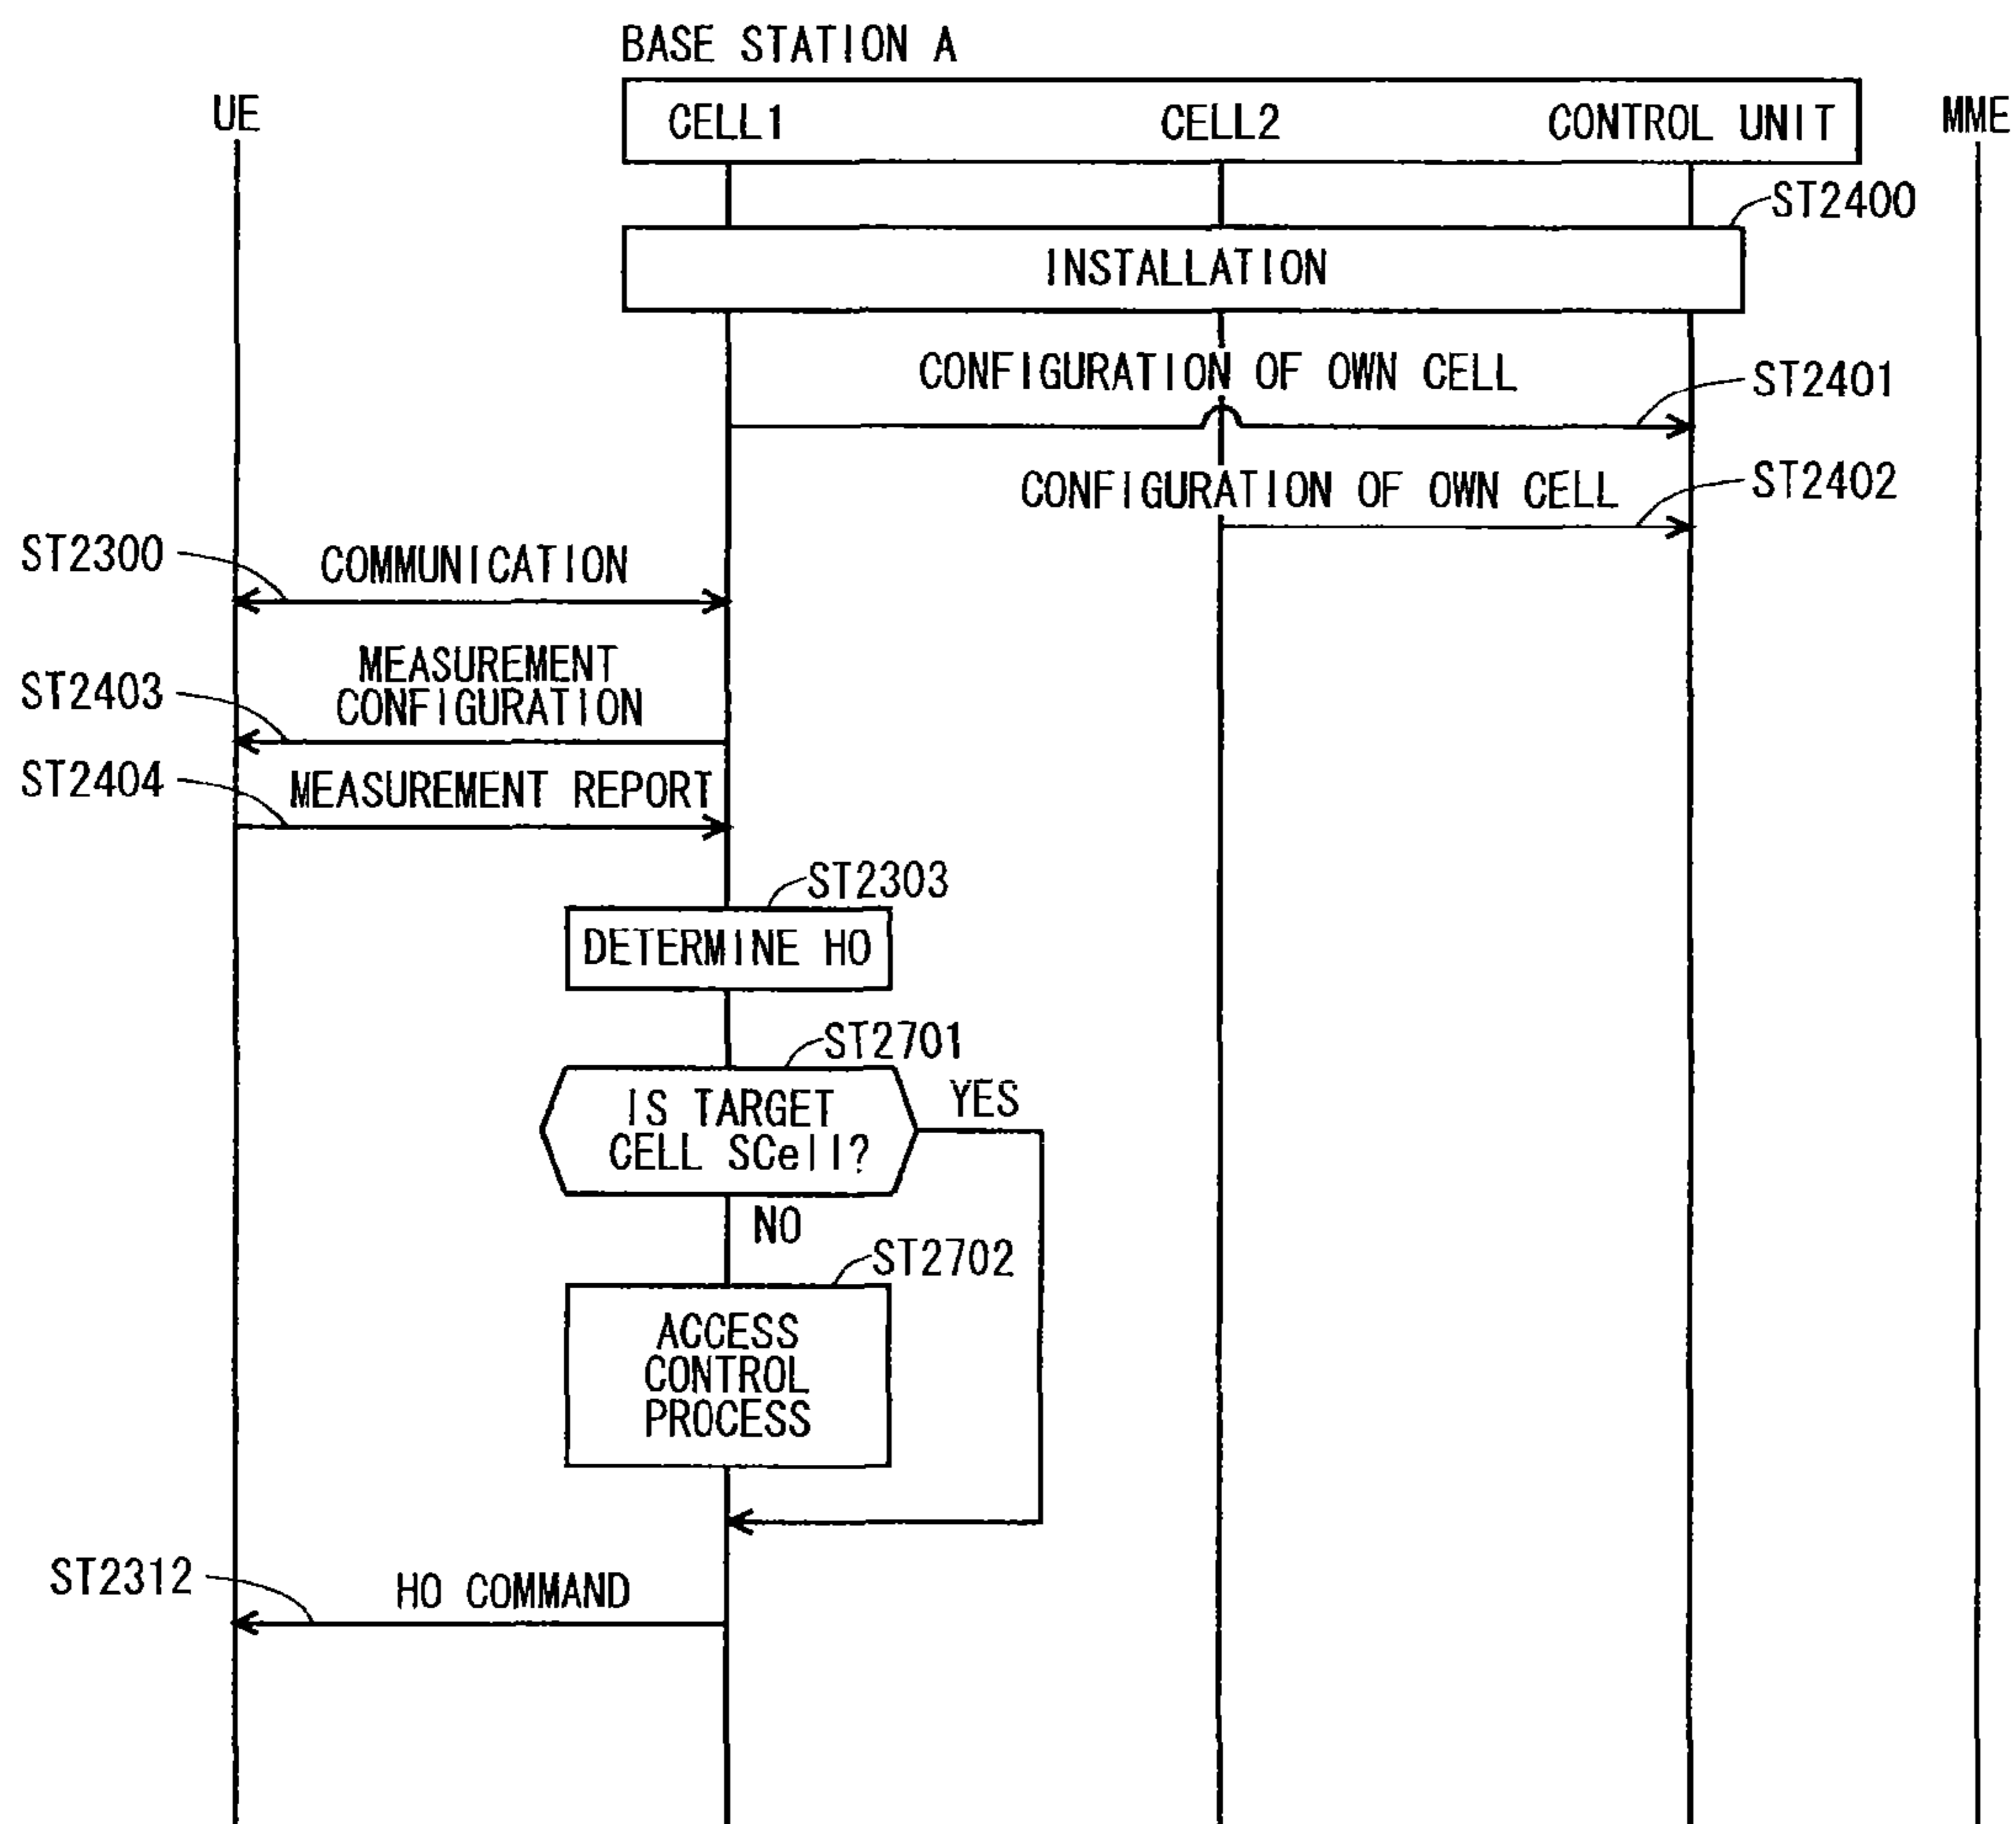 BASE STATION A
UE
CELL1
CELL2
CONTROL UNIT
MME
ST2400
INSTALLATION
CONFIGURATION OF OWN CELL
ST2401
CONFIGURATION OF OWN CELL
ST2402
ST2300
COMMUNICATION
MEASUREMENT
CONFIGURATION
ST2403
ST2404
MEASUREMENT REPORT
ST2303
DETERMINE HO
ST2701
IS TARGET
CELL SCell?
YES
NO
ST2702
ACCESS
CONTROL
PROCESS
ST2312
HO COMMAND